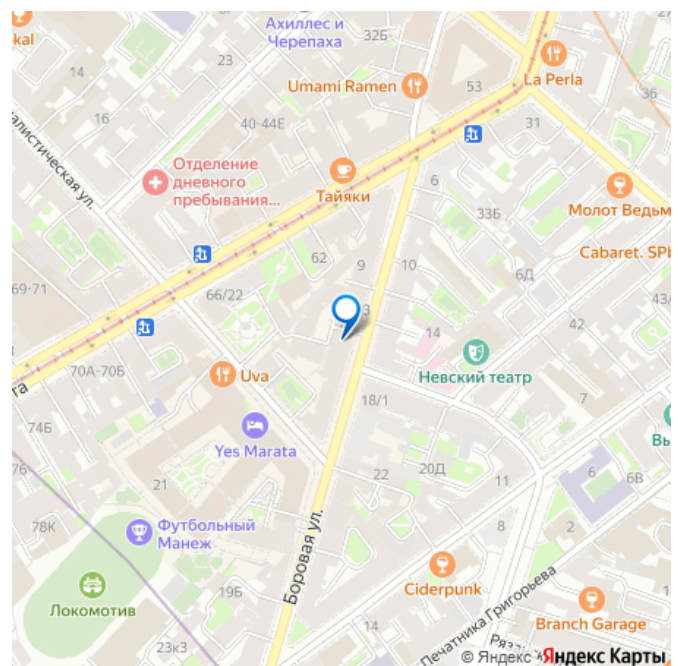 kal
Ахиллес и
Черепаха
32Б
14
Umami Ramen
53
La Perla
16
40-44Е
31
Отделение
дневного
пребывания...
Тайяки
6
Молот Ведьм
33Б
62
9
10
Cabaret. SPb
6Д
69-71
66/22
3
43/
14
42
Uva
Невский театр
70А-70Б
та
7
18/1
74Б
Yes Marata
Вы
76
22
20Д
6
6В
21
78К
Футбольный
Манеж
8
2
Боровая ул.
Ciderpunk
19Б
Локомотив
Печатника Григорьева
Branch Garage
14
23к3
© Яндекс Яндекс Карты